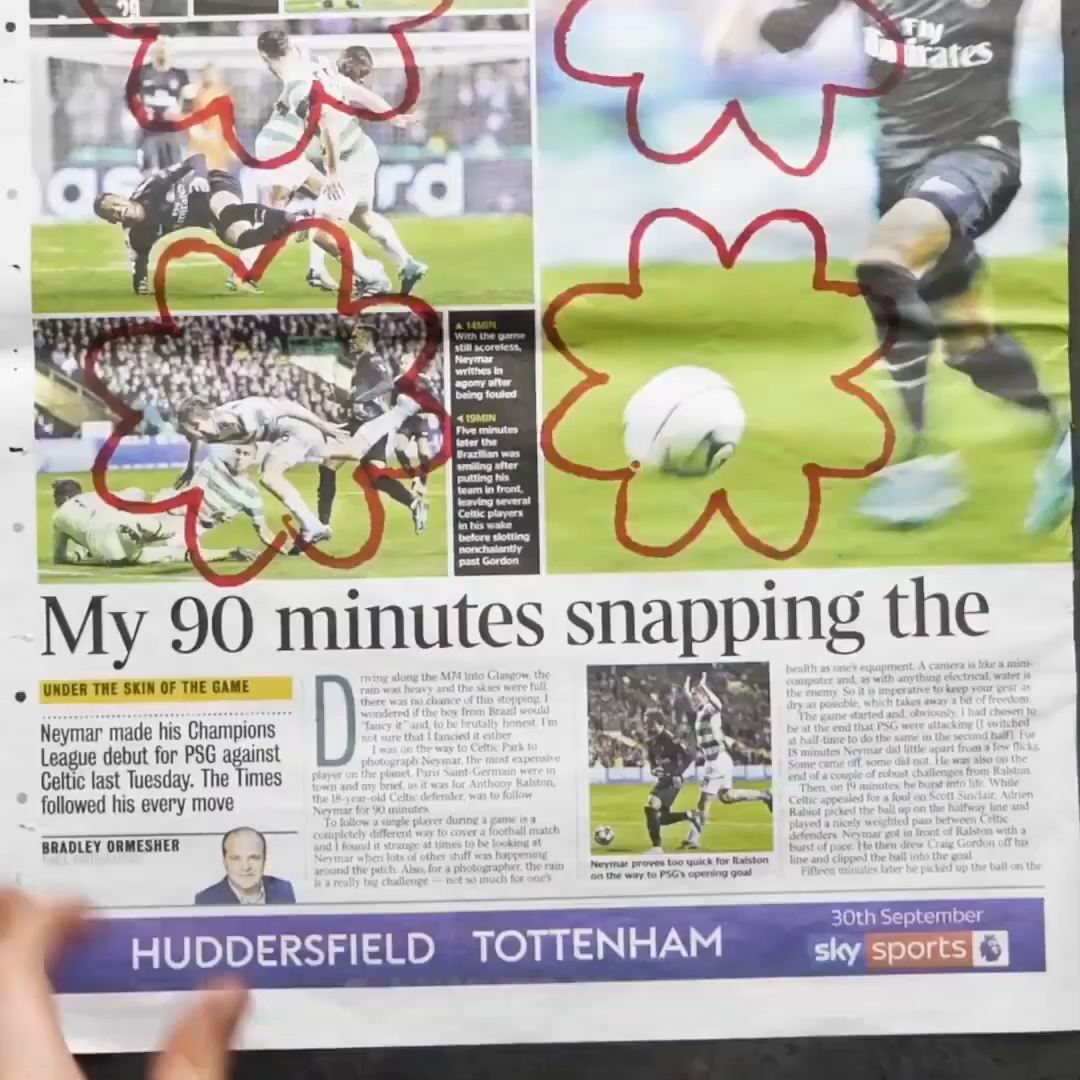 29
Fly
Emirates
Emirates
as
rd
▲ 14MIN
With the game
still scoreless,
Neymar
writhes in
agony after
being fouled
◄ 19MIN
Five minutes
later the
Brazilian was
smiling after
putting his
team in front,
leaving several
Celtic players
in his wake
before slotting
nonchalantly
past Gordon
My 90 minutes snapping the
UNDER THE SKIN OF THE GAME
Neymar made his Champions
League debut for PSG against
Celtic last Tuesday. The Times
followed his every move
BRADLEY ORMESHER
Driving along the M74 into Glasgow, the
rain was heavy and the skies were full,
there was no chance of this stopping. I
wondered if the boy from Brazil would
“fancy it” and, to be brutally honest, I’m
not sure that I fancied it either.
I was on the way to Celtic Park to
photograph Neymar, the most expensive
player on the planet. Paris Saint-Germain were in
town and my brief, as it was for Anthony Ralston,
the 18-year-old Celtic defender, was to follow
Neymar for 90 minutes.
To follow a single player during a game is a
completely different way to cover a football match
and I found it strange at times to be looking at
Neymar when lots of other stuff was happening
around the pitch. Also, for a photographer, the rain
is a really big challenge — not so much for one’s
Neymar proves too quick for Ralston
on the way to PSG’s opening goal
health as one’s equipment. A camera is like a mini-
computer and, as with anything electrical, water is
the enemy. So it is imperative to keep your gear as
dry as possible, which takes away a bit of freedom.
The game started and, obviously, I had chosen to
be at the end that PSG were attacking (I switched
at half-time to do the same in the second half). For
18 minutes Neymar did little apart from a few flicks.
Some came off, some did not. He was also on the
end of a couple of robust challenges from Ralston.
Then, on 19 minutes, he burst into life. While
Celtic appealed for a foul on Scott Sinclair, Adrien
Rabiot picked the ball up on the halfway line and
played a nicely weighted pass between Celtic
defenders. Neymar got in front of Ralston with a
burst of pace. He then drew Craig Gordon off his
line and clipped the ball into the goal.
Fifteen minutes later he picked up the ball on the
HUDDERSFIELD TOTTENHAM
30th September
sky sports